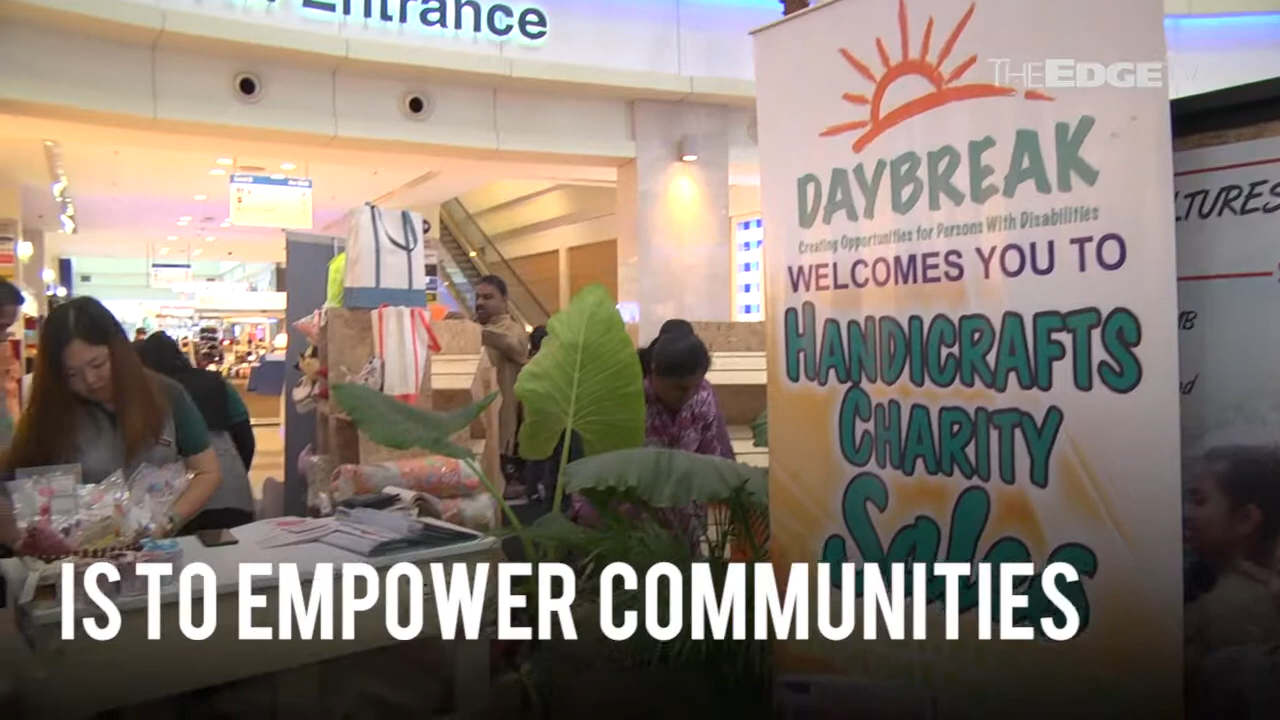 Entrance
THEEDGETV
DAYBREAK
Creating Opportunities for Persons With Disabilities
WELCOMES YOU TO
HANDICRAFTS
CHARITY
Sales
IS TO EMPOWER COMMUNITIES